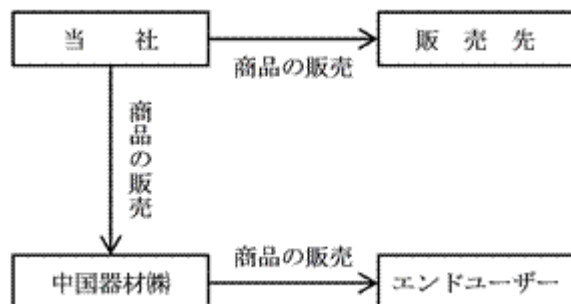 当　社
販　売　先
商品の販売
商品の販売
商品の販売
中国器材㈱
エンドユーザー